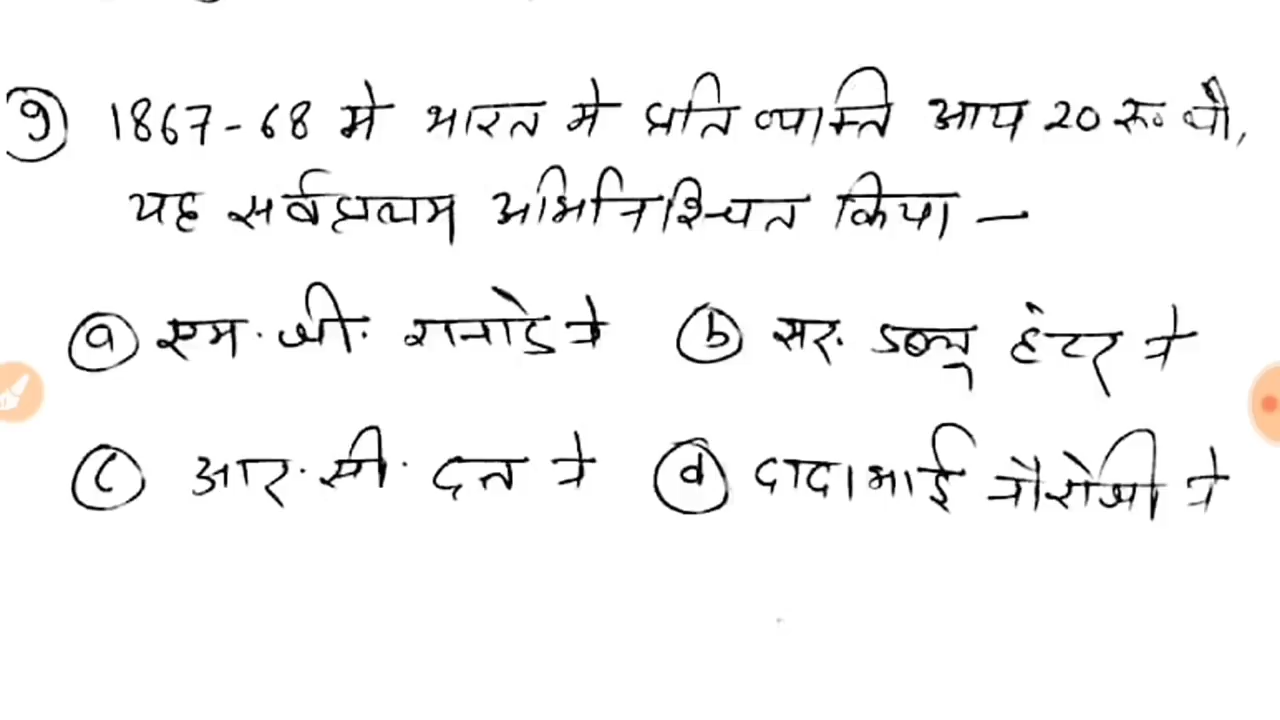 9) 1867-68 मे भारत मे प्रति व्यक्ति आय 20 रू॰ थी,
यह सर्वप्रथम अभिनिश्चित किया -
(a) एम. जी. रानाडे ने (b) सर. डब्लू हंटर ने
(c) आर. सी. दत्त ने (d) दादाभाई नौरोजी ने